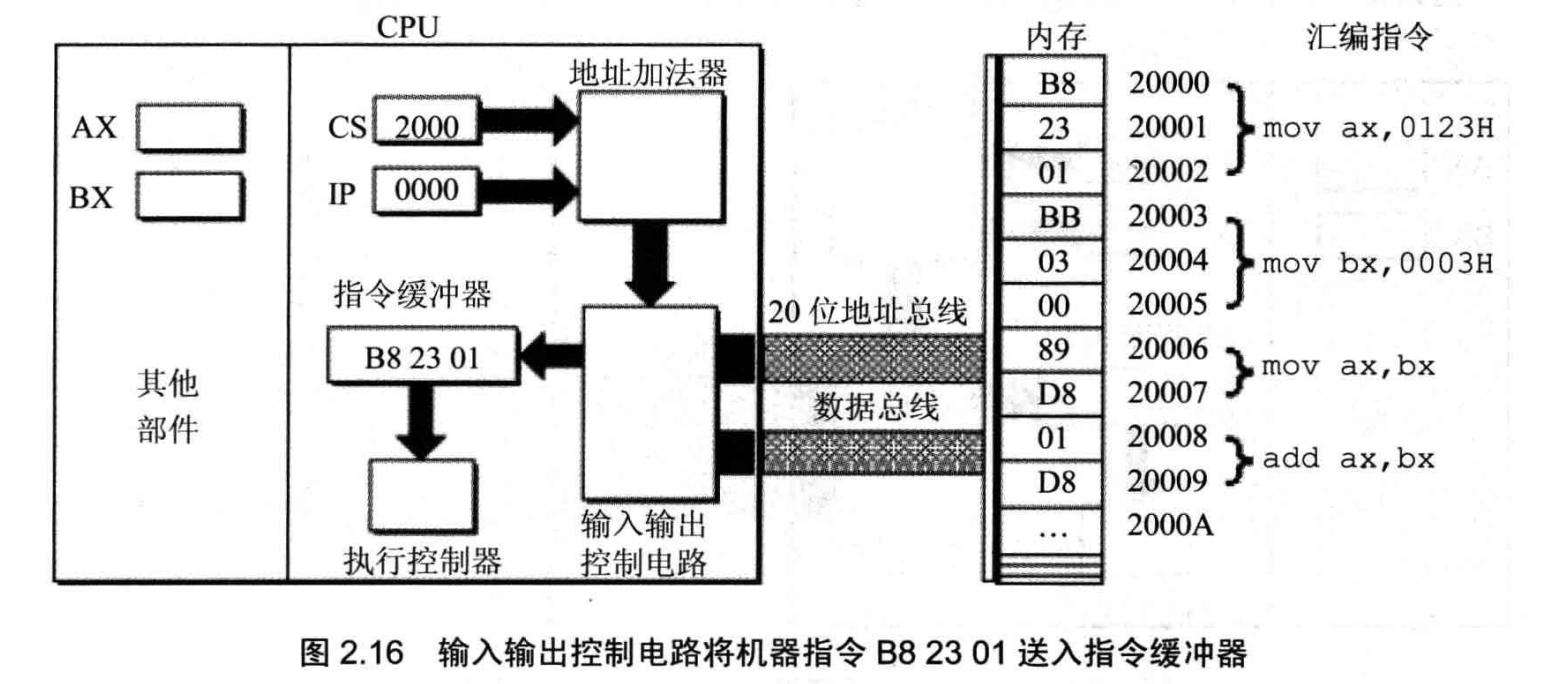 CPU
内存 汇编指令
地址加法器
AX
CS 2000
BX
IP 0000
指令缓冲器
B8 23 01
其他
部件
执行控制器
输入输出
控制电路
20 位地址总线
数据总线
B8 20000
23 20001 mov ax,0123H
01 20002
BB 20003
03 20004 mov bx,0003H
00 20005
89 20006 mov ax,bx
D8 20007
01 20008 add ax,bx
D8 20009
… 2000A
图 2.16 输入输出控制电路将机器指令 B8 23 01 送入指令缓冲器